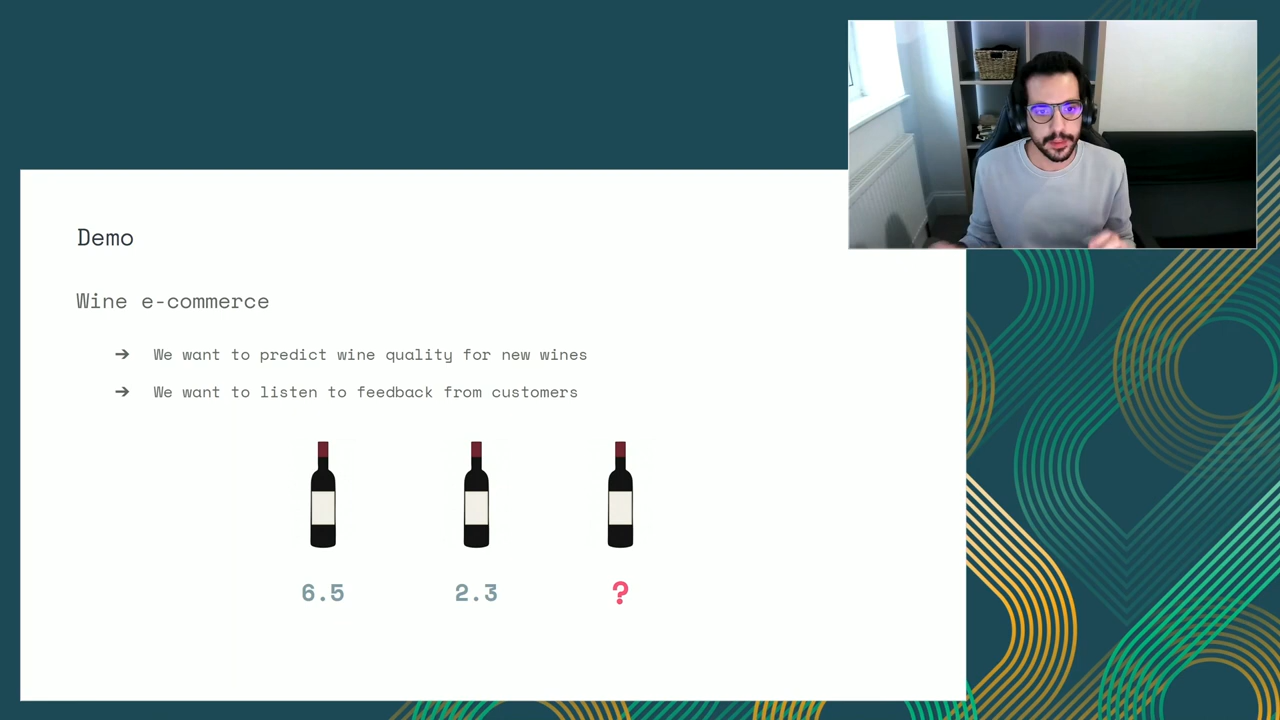 Demo
Wine e-commerce
➔ We want to predict wine quality for new wines
➔ We want to listen to feedback from customers
6.5 2.3 ?